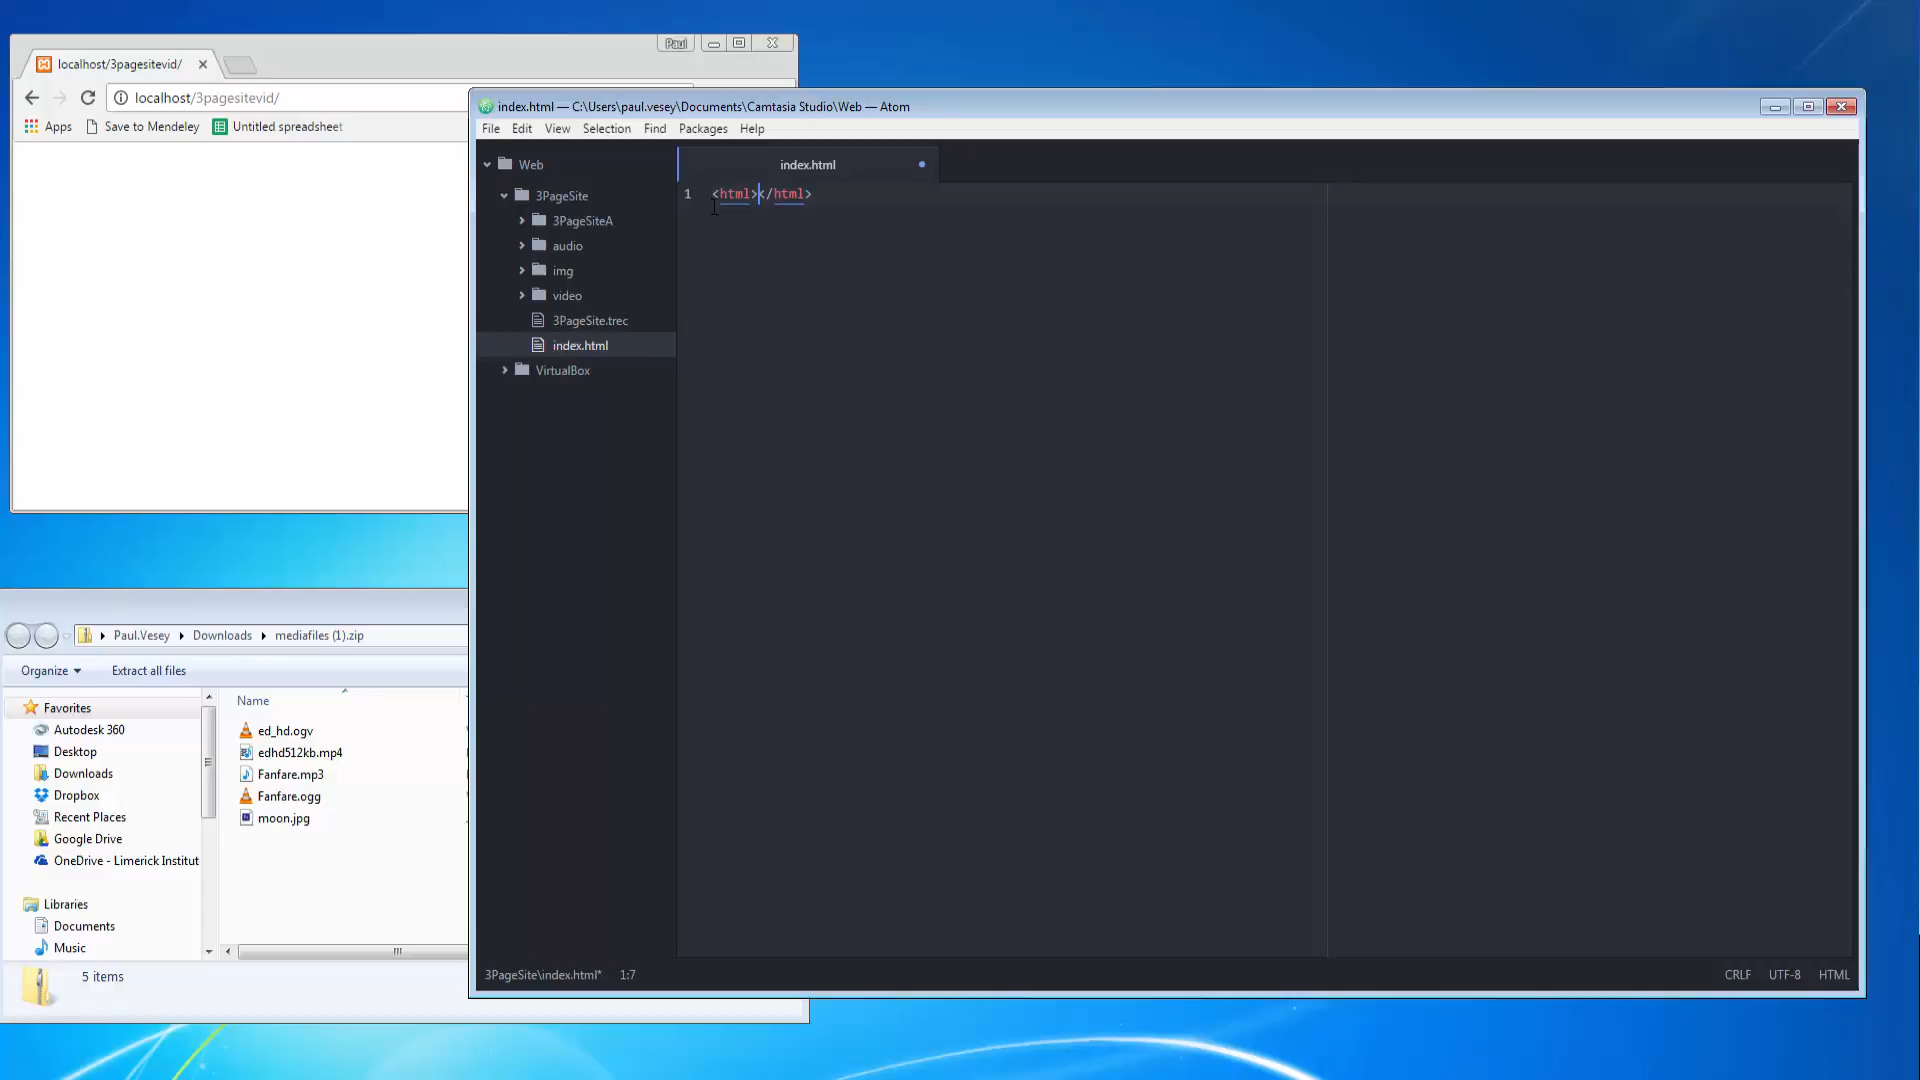 Paul
localhost/3pagesitevid/
localhost/3pagesitevid/
Apps Save to Mendeley Untitled spreadsheet
index.html — C:\Users\paul.vesey\Documents\Camtasia Studio\Web — Atom
File Edit View Selection Find Packages Help
Web
3PageSite
3PageSiteA
audio
img
video
3PageSite.trec
index.html
VirtualBox
index.html
1 <html></html>
3PageSite\index.html* 1:7
CRLF UTF-8 HTML
Paul.Vesey Downloads mediafiles (1).zip
Organize Extract all files
Favorites
Autodesk 360
Desktop
Downloads
Dropbox
Recent Places
Google Drive
OneDrive - Limerick Institut
Libraries
Documents
Music
Name
ed_hd.ogv
edhd512kb.mp4
Fanfare.mp3
Fanfare.ogg
moon.jpg
5 items